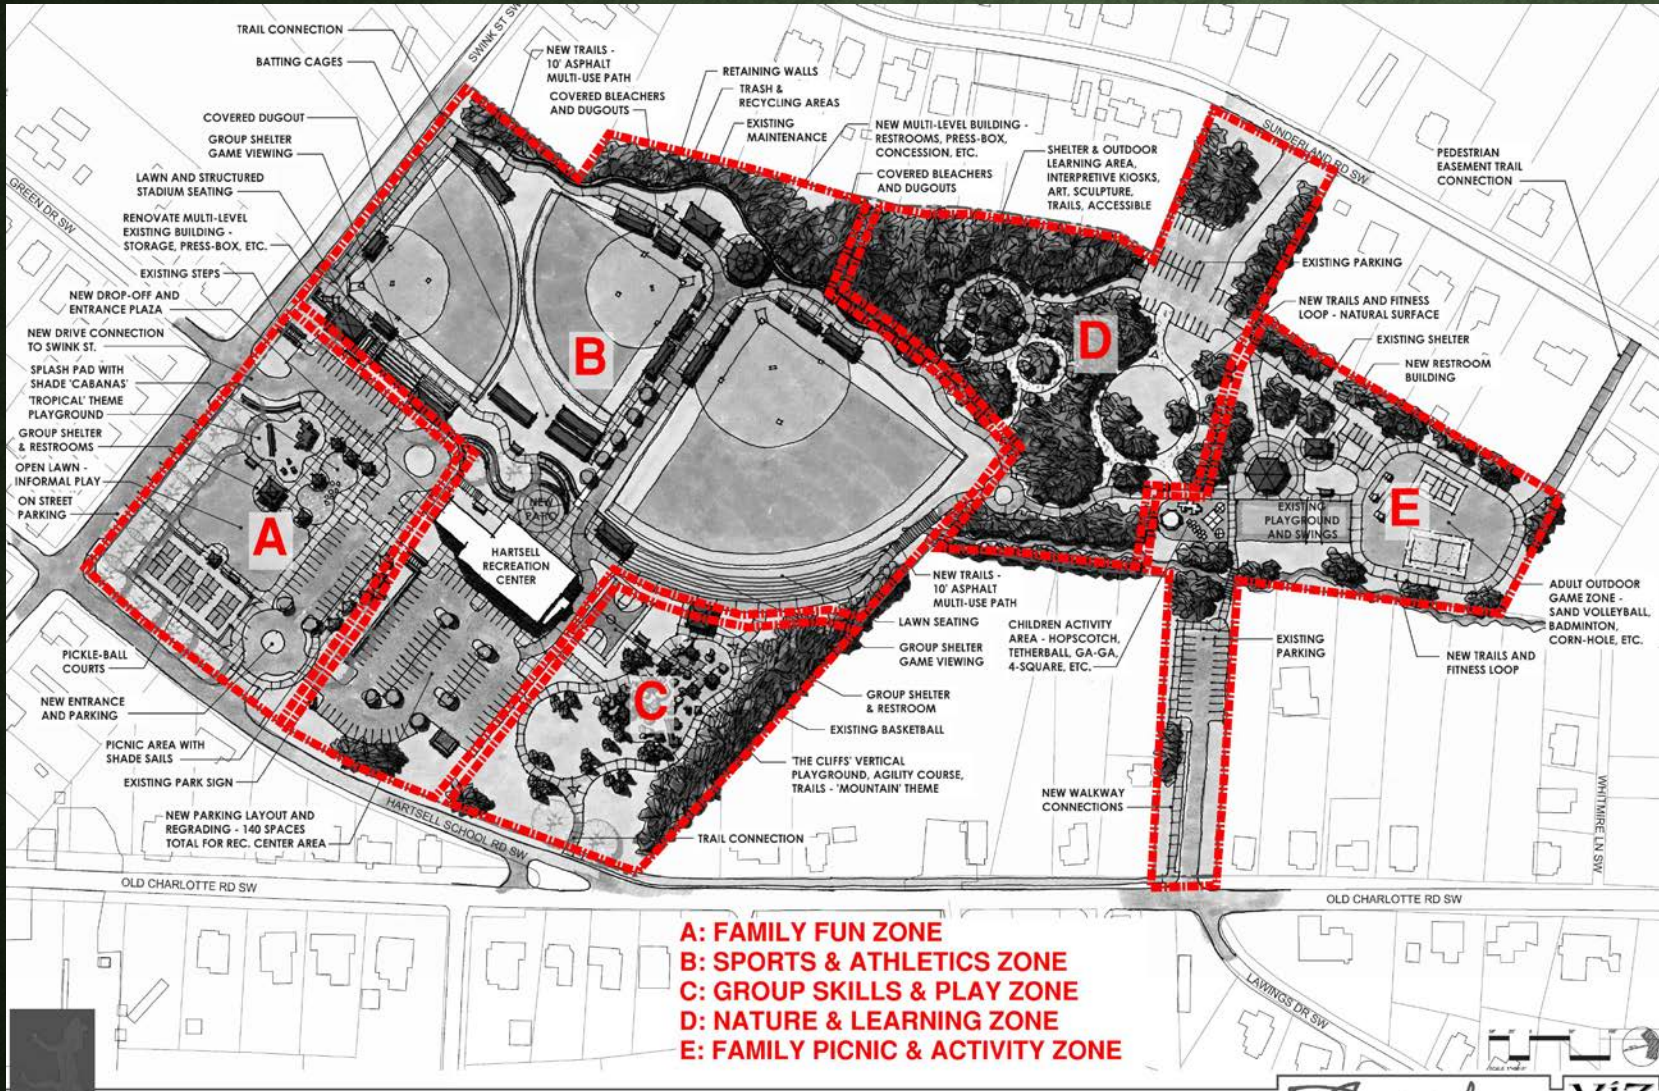 TRAIL CONNECTION
BATTING CAGES
COVERED DUGOUT
GROUP SHELTER
GAME VIEWING
LAWN AND STRUCTURED
STADIUM SEATING
RENOVATE MULTI-LEVEL
EXISTING BUILDING -
STORAGE, PRESS-BOX, ETC.
EXISTING STEPS
NEW DROP-OFF AND
ENTRANCE PLAZA
NEW DRIVE CONNECTION
TO SWINK ST.
SPLASH PAD WITH
SHADE 'CABANAS'
'TROPICAL' THEME
PLAYGROUND
GROUP SHELTER
& RESTROOMS
OPEN LAWN -
INFORMAL PLAY
ON STREET
PARKING
PICKLE-BALL
COURTS
NEW ENTRANCE
AND PARKING
PICNIC AREA WITH
SHADE SAILS
EXISTING PARK SIGN
NEW PARKING LAYOUT AND
REGRADING - 140 SPACES
TOTAL FOR REC. CENTER AREA
SWINK ST SW
GREEN DR SW
NEW TRAILS -
10' ASPHALT
MULTI-USE PATH
COVERED BLEACHERS
AND DUGOUTS
RETAINING WALLS
TRASH &
RECYCLING AREAS
EXISTING
MAINTENANCE
NEW MULTI-LEVEL BUILDING -
RESTROOMS, PRESS-BOX,
CONCESSION, ETC.
COVERED BLEACHERS
AND DUGOUTS
SHELTER & OUTDOOR
LEARNING AREA,
INTERPRETIVE KIOSKS,
ART, SCULPTURE,
TRAILS, ACCESSIBLE
SUNDERLAND RD SW
PEDESTRIAN
EASEMENT TRAIL
CONNECTION
EXISTING PARKING
NEW TRAILS AND FITNESS
LOOP - NATURAL SURFACE
EXISTING SHELTER
NEW RESTROOM
BUILDING
A
B
C
D
E
NEW
PATIO
HARTSELL
RECREATION
CENTER
EXISTING
PLAYGROUND
AND SWINGS
NEW TRAILS -
10' ASPHALT
MULTI-USE PATH
LAWN SEATING
GROUP SHELTER
GAME VIEWING
GROUP SHELTER
& RESTROOM
EXISTING BASKETBALL
'THE CLIFFS' VERTICAL
PLAYGROUND, AGILITY COURSE,
TRAILS - 'MOUNTAIN' THEME
TRAIL CONNECTION
CHILDREN ACTIVITY
AREA - HOPSCOTCH,
TETHERBALL, GA-GA,
4-SQUARE, ETC.
EXISTING
PARKING
NEW WALKWAY
CONNECTIONS
ADULT OUTDOOR
GAME ZONE -
SAND VOLLEYBALL,
BADMINTON,
CORN-HOLE, ETC.
NEW TRAILS AND
FITNESS LOOP
WHITMIRE LN SW
HARTSELL SCHOOL RD SW
OLD CHARLOTTE RD SW
OLD CHARLOTTE RD SW
LAWINGS DR SW
A: FAMILY FUN ZONE
B: SPORTS & ATHLETICS ZONE
C: GROUP SKILLS & PLAY ZONE
D: NATURE & LEARNING ZONE
E: FAMILY PICNIC & ACTIVITY ZONE